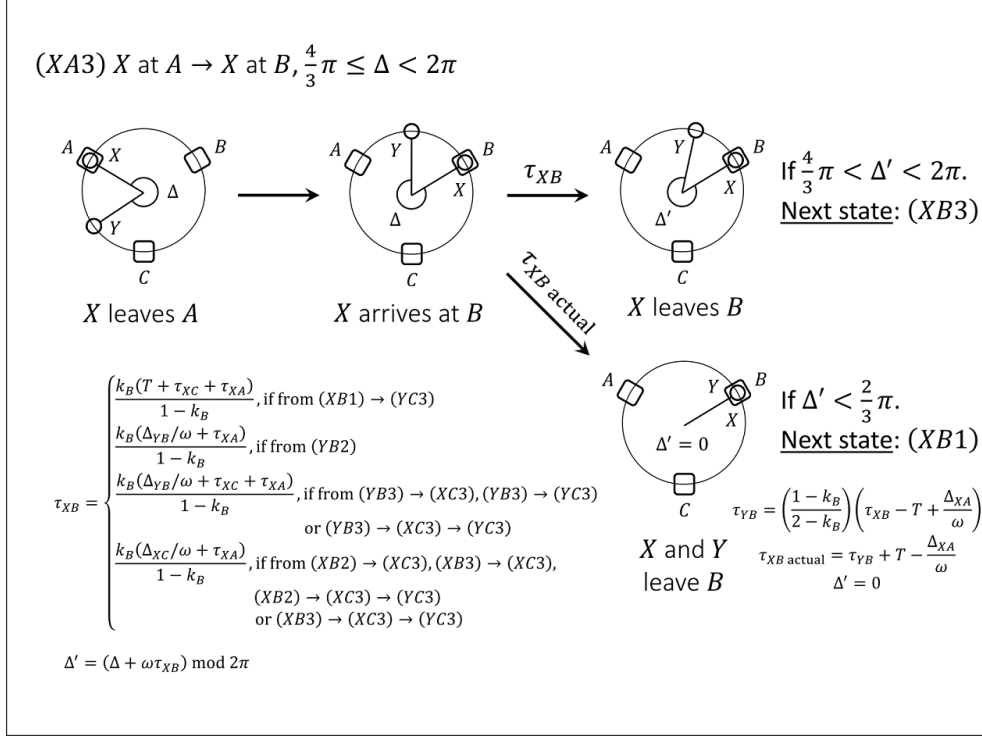 (XA3) X at A → X at B, 4/3 π ≤ Δ < 2π
A X B Δ Y C
X leaves A
A Y B X Δ C
X arrives at B
τ_XB
A Y B X Δ′ C
X leaves B
If 4/3 π < Δ′ < 2π.
Next state: (XB3)
τ_XB actual
A Y B X Δ′ = 0 C
X and Y
leave B
If Δ′ < 2/3 π.
Next state: (XB1)
τ_YB = ((1 − k_B)/(2 − k_B)) (τ_XB − T + Δ_XA/ω)
τ_XB actual = τ_YB + T − Δ_XA/ω
Δ′ = 0
τ_XB = {
k_B(T + τ_XC + τ_XA)/(1 − k_B), if from (XB1) → (YC3)
k_B(Δ_YB/ω + τ_XA)/(1 − k_B), if from (YB2)
k_B(Δ_YB/ω + τ_XC + τ_XA)/(1 − k_B), if from (YB3) → (XC3), (YB3) → (YC3)
or (YB3) → (XC3) → (YC3)
k_B(Δ_XC/ω + τ_XA)/(1 − k_B), if from (XB2) → (XC3), (XB3) → (XC3),
(XB2) → (XC3) → (YC3)
or (XB3) → (XC3) → (YC3)
Δ′ = (Δ + ωτ_XB) mod 2π